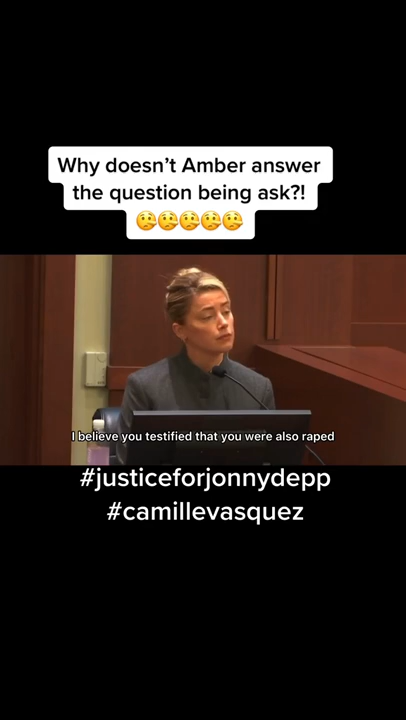 Why doesn’t Amber answer
the question being ask?!
🤥🤥🤥🤥🤥
I believe you testified that you were also raped
#justiceforjonnydepp
#camillevasquez